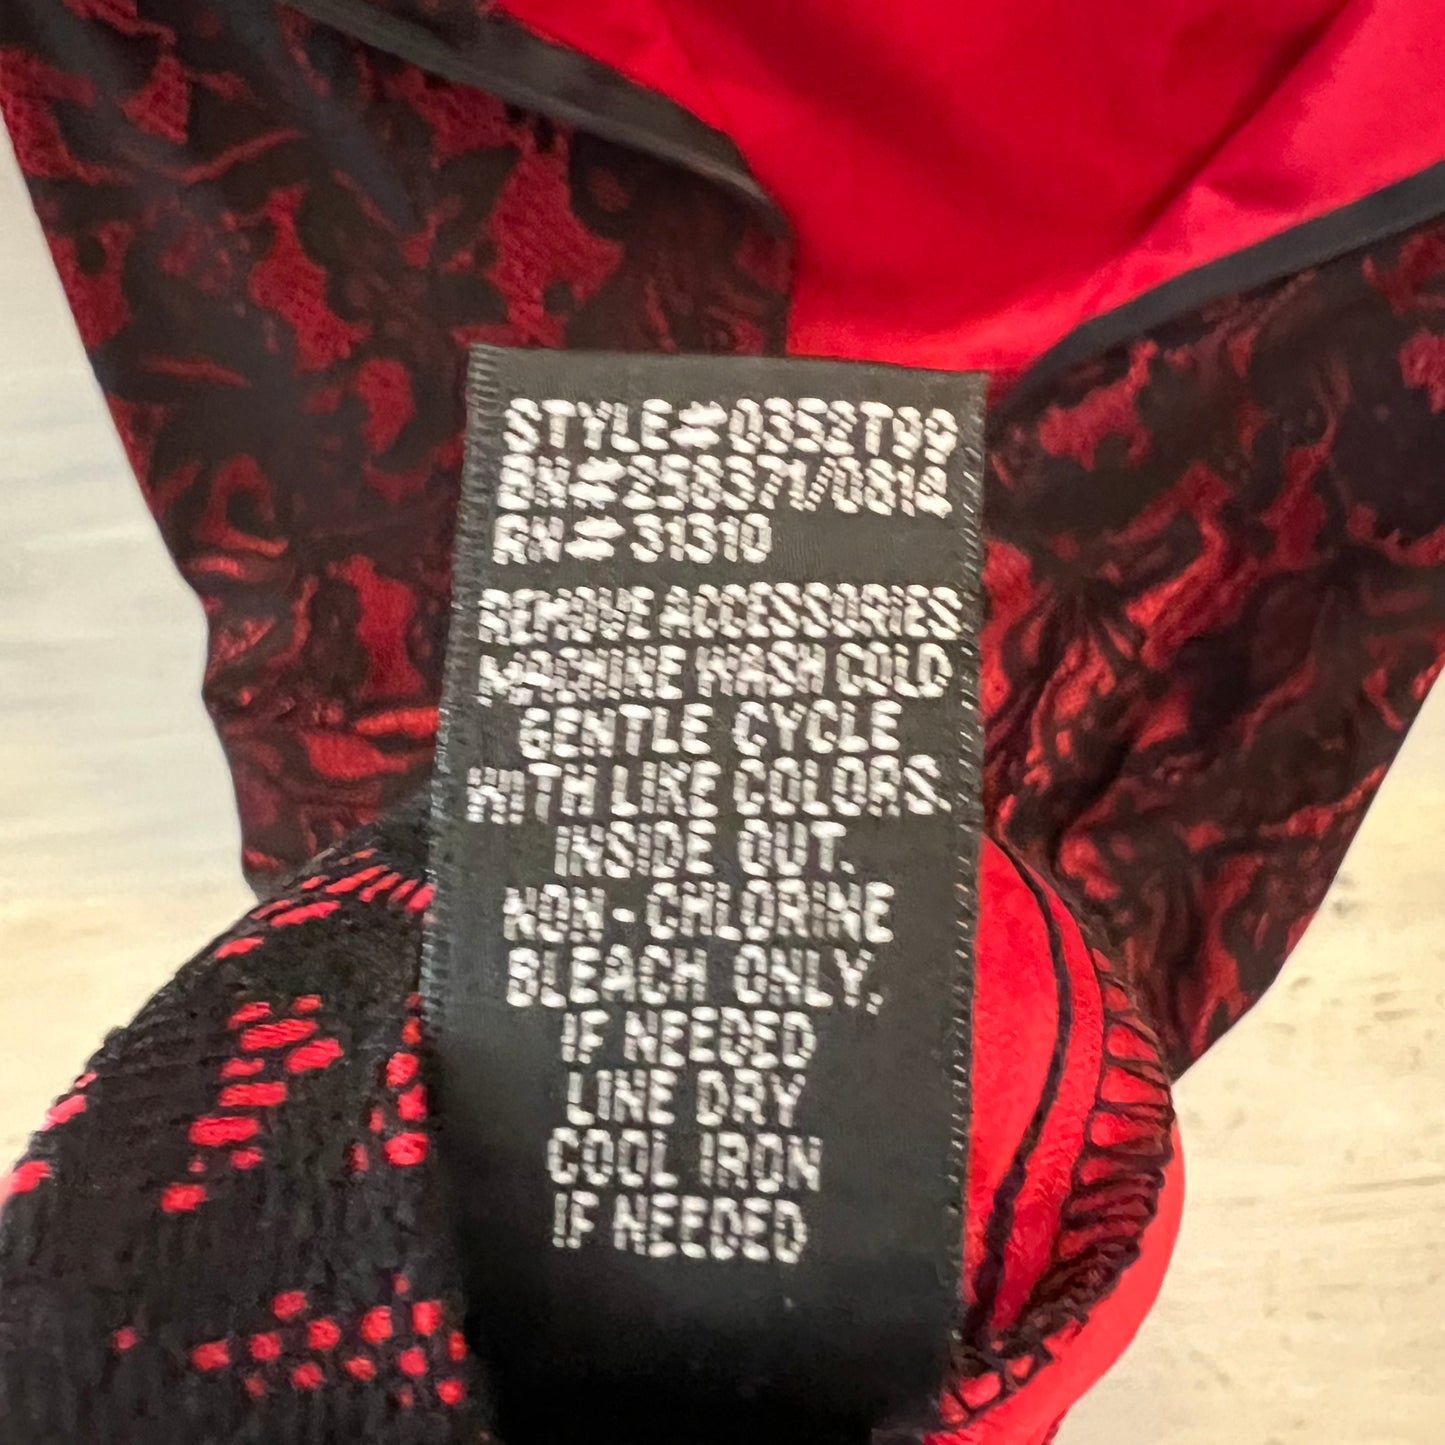 STYLE#0352T99
BN#258371/0814
RN#31310
REMOVE ACCESSORIES
MACHINE WASH COLD
GENTLE CYCLE
WITH LIKE COLORS.
INSIDE OUT.
NON-CHLORINE
BLEACH ONLY,
IF NEEDED
LINE DRY
COOL IRON
IF NEEDED